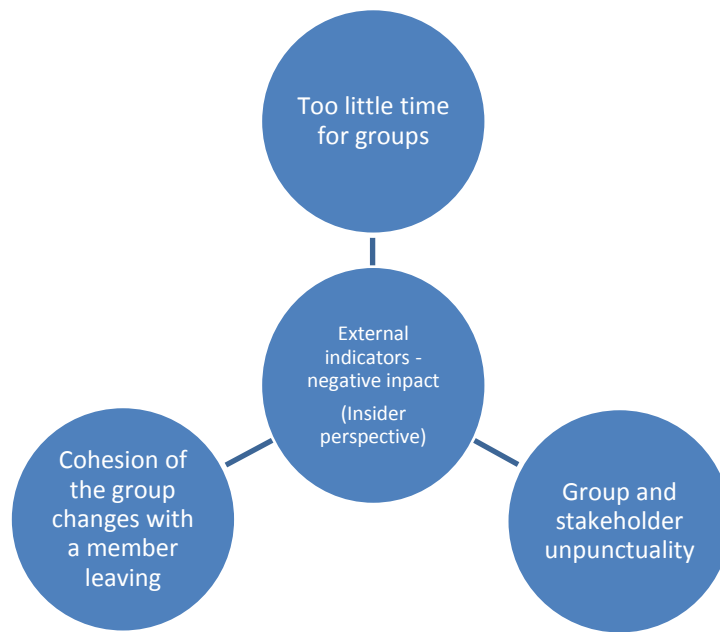 Too little time
for groups
External
indicators -
negative inpact
(Insider
perspective)
Cohesion of
the group
changes with
a member
leaving
Group and
stakeholder
unpunctuality